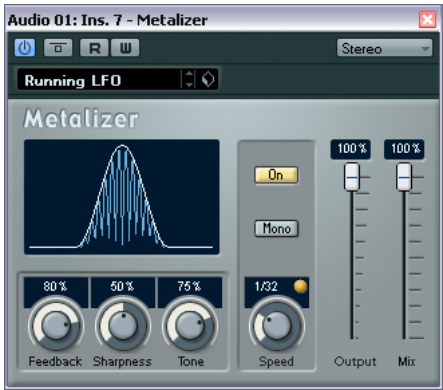 Audio 01: Ins. 7 - Metalizer
R W Stereo
Running LFO
Metalizer
100% 100%
On
Mono
80% 50% 75% 1/32
Feedback Sharpness Tone Speed Output Mix